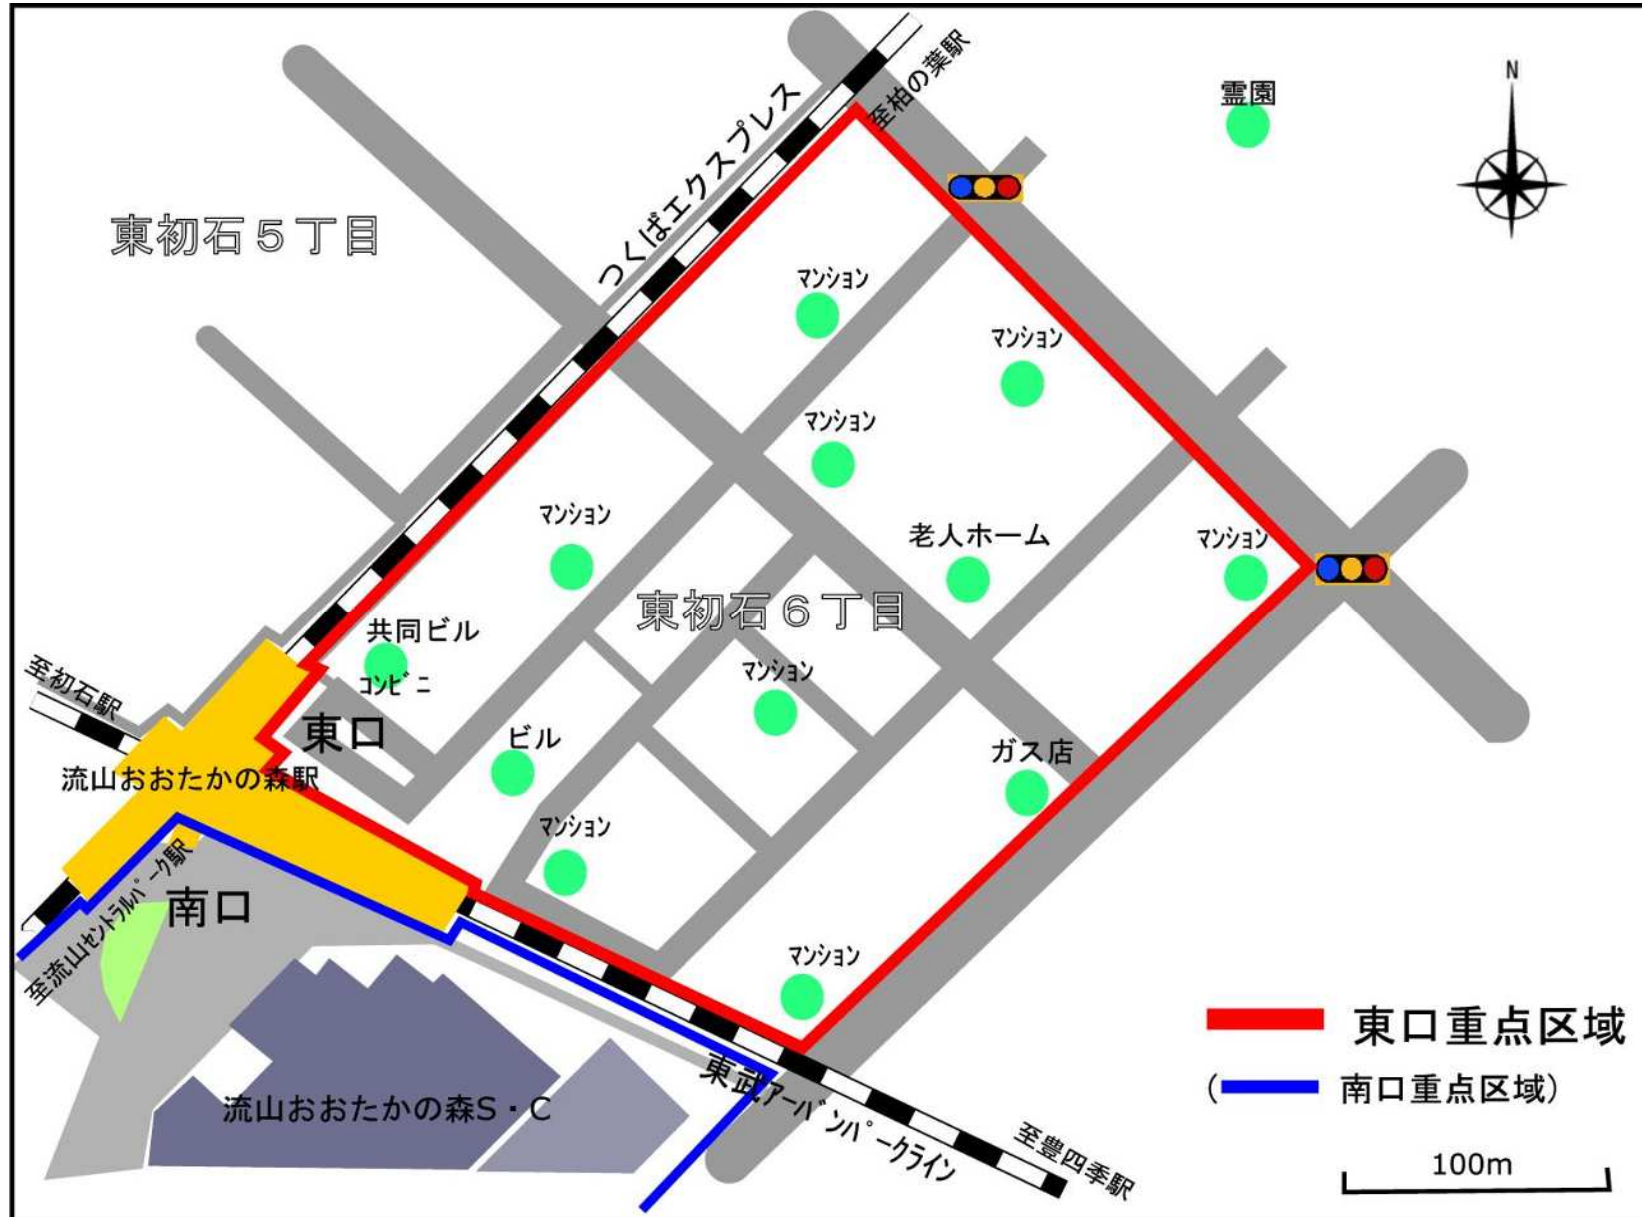 至柏の葉駅
N
霊園
つくばエクスプレス
東初石５丁目
ﾏﾝｼｮﾝ
ﾏﾝｼｮﾝ
ﾏﾝｼｮﾝ
ﾏﾝｼｮﾝ
老人ホーム
ﾏﾝｼｮﾝ
東初石６丁目
共同ビル
ｺﾝﾋﾞﾆ
至初石駅
東口
ﾏﾝｼｮﾝ
ビル
ガス店
流山おおたかの森駅
ﾏﾝｼｮﾝ
至流山ｾﾝﾄﾗﾙﾊﾟｰｸ駅
南口
ﾏﾝｼｮﾝ
東口重点区域
東武ｱｰﾊﾞﾝﾊﾟｰｸライン
(南口重点区域)
流山おおたかの森S・C
至豊四季駅
100m